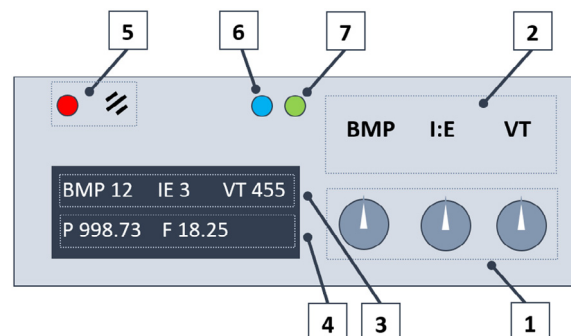 5 6 7 2
BMP I:E VT
BMP 12 IE 3 VT 455
P 998.73 F 18.25
4 3 1